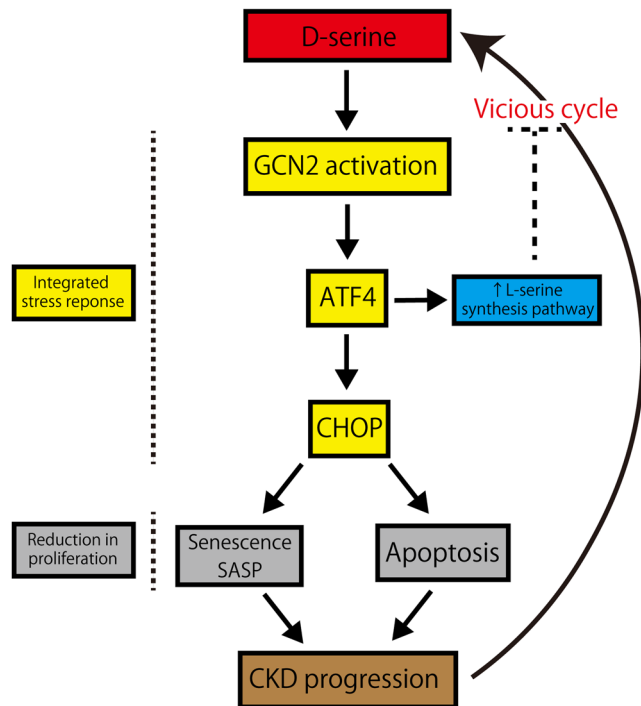 D-serine
Vicious cycle
GCN2 activation
Integrated
stress reponse
ATF4
↑ L-serine
synthesis pathway
CHOP
Reduction in
proliferation
Senescence
SASP
Apoptosis
CKD progression